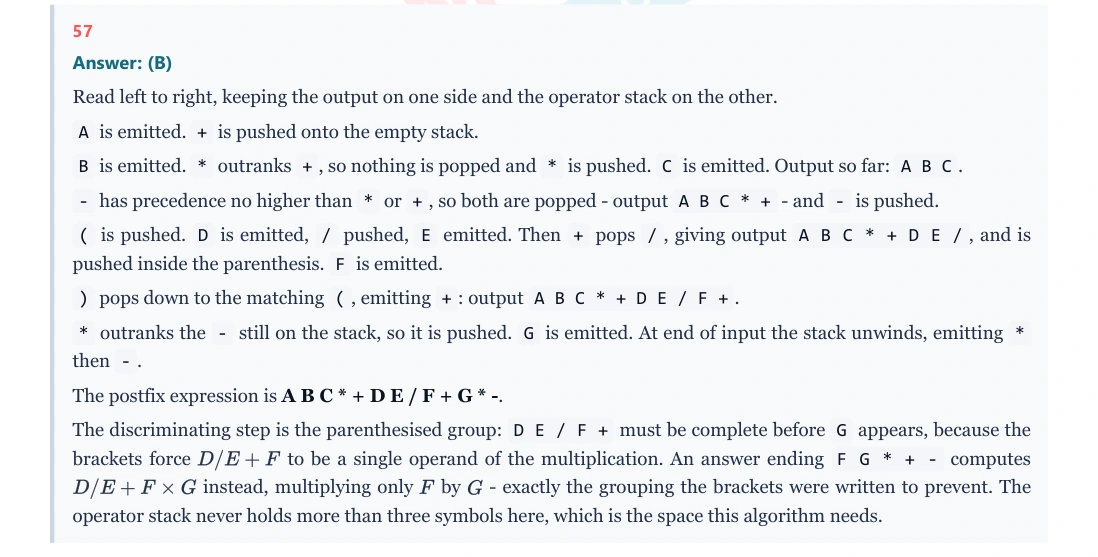 57
Answer: (B)
Read left to right, keeping the output on one side and the operator stack on the other.
A is emitted. + is pushed onto the empty stack.
B is emitted. * outranks + , so nothing is popped and * is pushed. C is emitted. Output so far: A B C .
- has precedence no higher than * or + , so both are popped - output A B C * + - and - is pushed.
( is pushed. D is emitted, / pushed, E emitted. Then + pops / , giving output A B C * + D E / , and is
pushed inside the parenthesis. F is emitted.
) pops down to the matching ( , emitting + : output A B C * + D E / F + .
* outranks the - still on the stack, so it is pushed. G is emitted. At end of input the stack unwinds, emitting *
then - .
The postfix expression is A B C * + D E / F + G * -.
The discriminating step is the parenthesised group: D E / F + must be complete before G appears, because the
brackets force D/E + F to be a single operand of the multiplication. An answer ending F G * + - computes
D/E + F × G instead, multiplying only F by G - exactly the grouping the brackets were written to prevent. The
operator stack never holds more than three symbols here, which is the space this algorithm needs.